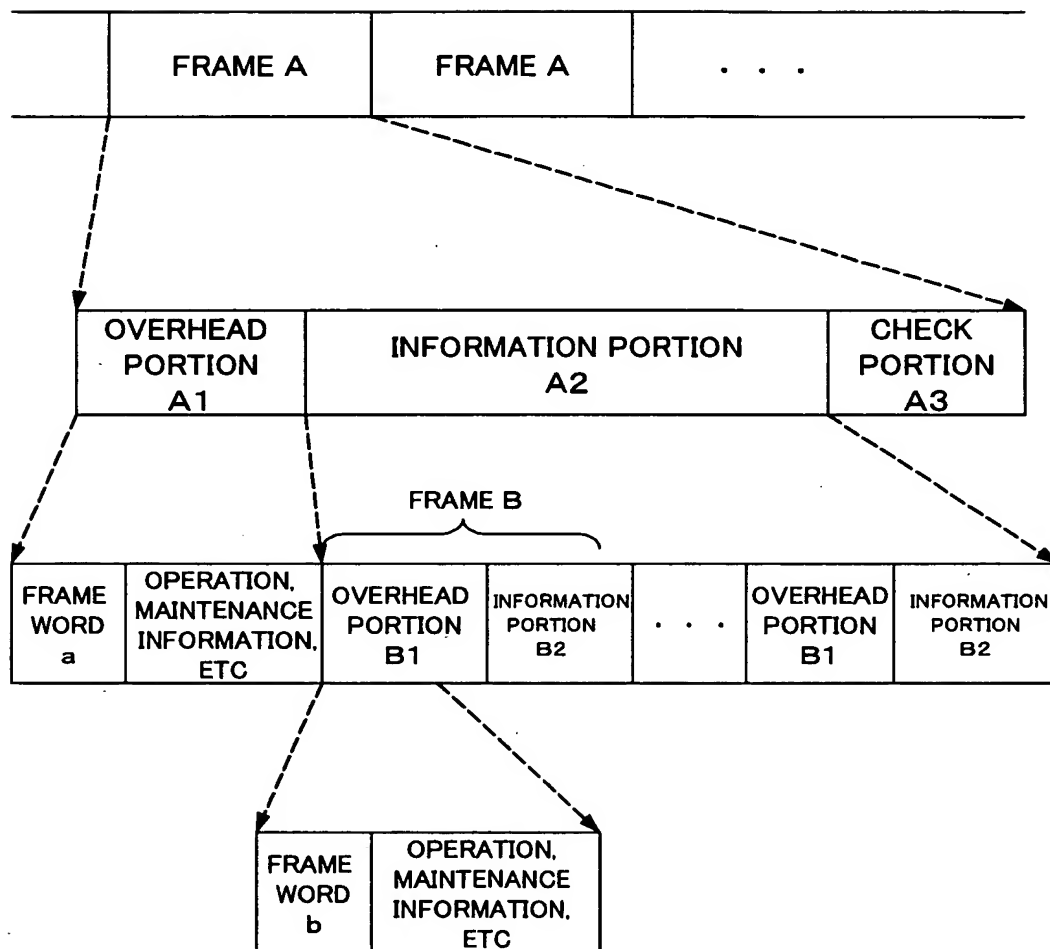 FRAME A
FRAME A
. . .
OVERHEAD
PORTION
A1
INFORMATION PORTION
A2
CHECK
PORTION
A3
FRAME B
FRAME
WORD
a
OPERATION,
MAINTENANCE
INFORMATION,
ETC
OVERHEAD
PORTION
B1
INFORMATION
PORTION
B2
. . .
OVERHEAD
PORTION
B1
INFORMATION
PORTION
B2
FRAME
WORD
b
OPERATION,
MAINTENANCE
INFORMATION,
ETC